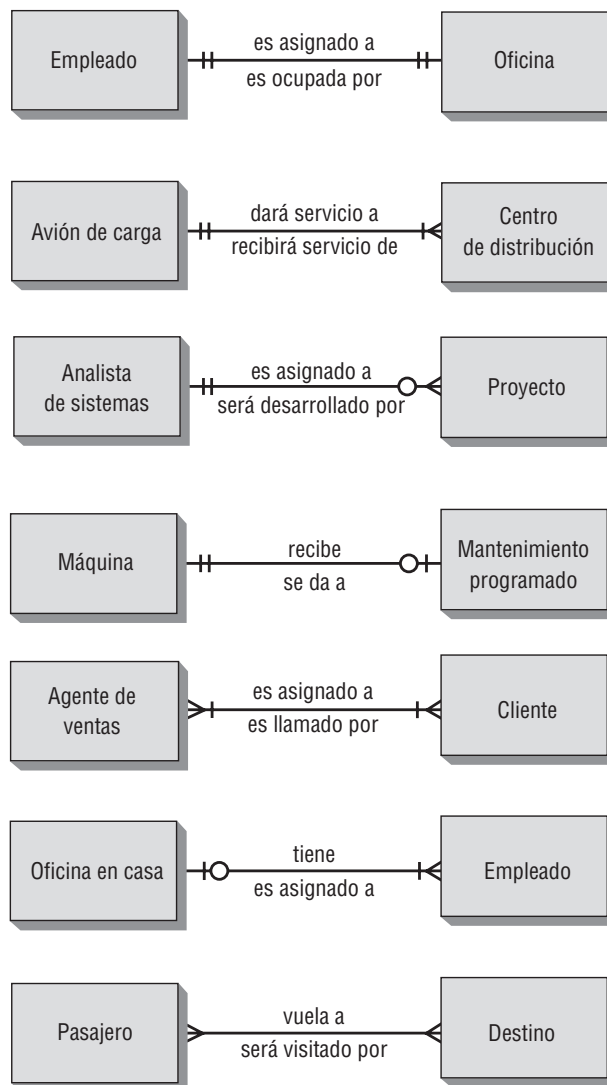 Empleado
es asignado a
es ocupada por
Oficina
Avión de carga
dará servicio a
recibirá servicio de
Centro
de distribución
Analista
de sistemas
es asignado a
será desarrollado por
Proyecto
Máquina
recibe
se da a
Mantenimiento
programado
Agente de
ventas
es asignado a
es llamado por
Cliente
Oficina en casa
tiene
es asignado a
Empleado
Pasajero
vuela a
será visitado por
Destino